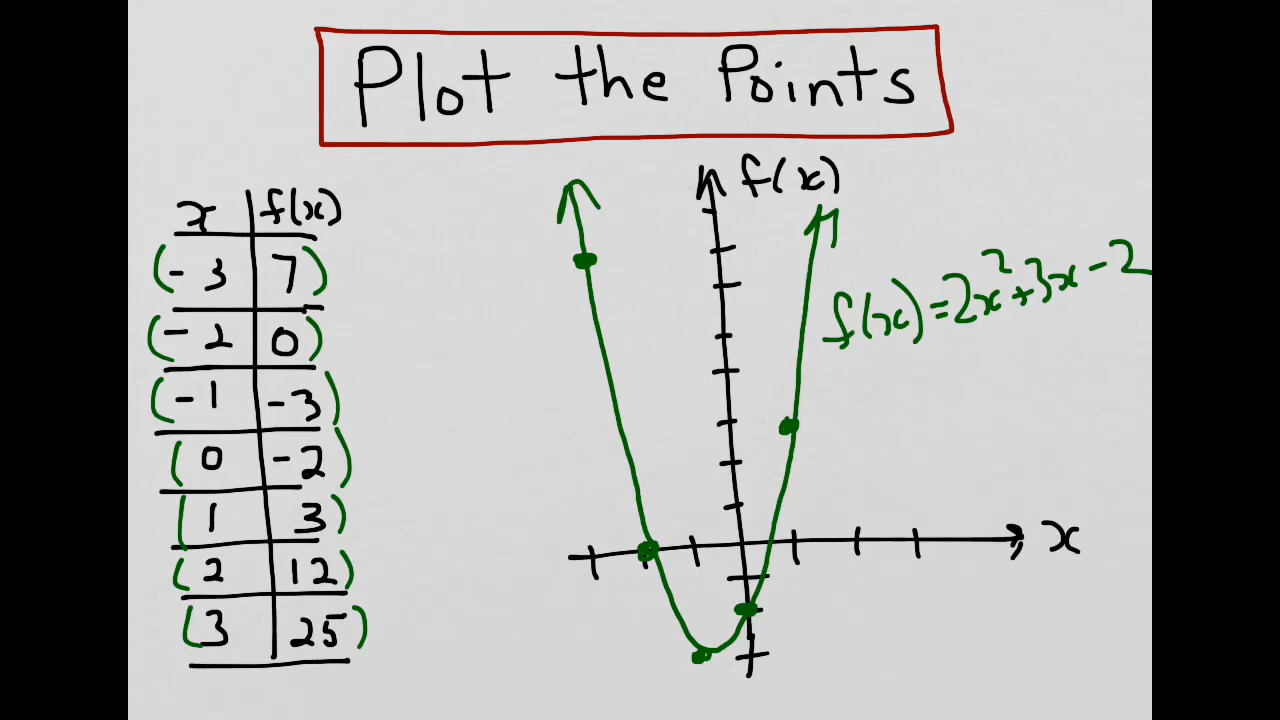 Plot the Points
x f(x)
(-3 7)
(-2 0)
(-1 -3)
(0 -2)
(1 3)
(2 12)
(3 25)
f(x)
f(x)=2x²+3x-2
x